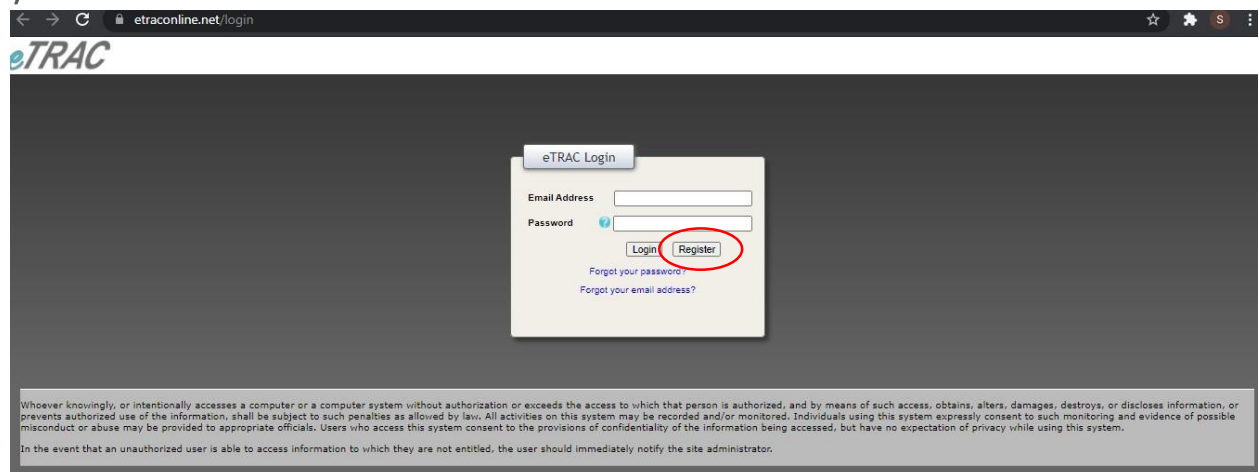 etraconline.net/login
S
eTRAC
eTRAC Login
Email Address
Password ?
Login Register
Forgot your password?
Forgot your email address?
Whoever knowingly, or intentionally accesses a computer or a computer system without authorization or exceeds the access to which that person is authorized, and by means of such access, obtains, alters, damages, destroys, or discloses information, or
prevents authorized use of the information, shall be subject to such penalties as allowed by law. All activities on this system may be recorded and/or monitored. Individuals using this system expressly consent to such monitoring and evidence of possible
misconduct or abuse may be provided to appropriate officials. Users who access this system consent to the provisions of confidentiality of the information being accessed, but have no expectation of privacy while using this system.
In the event that an unauthorized user is able to access information to which they are not entitled, the user should immediately notify the site administrator.